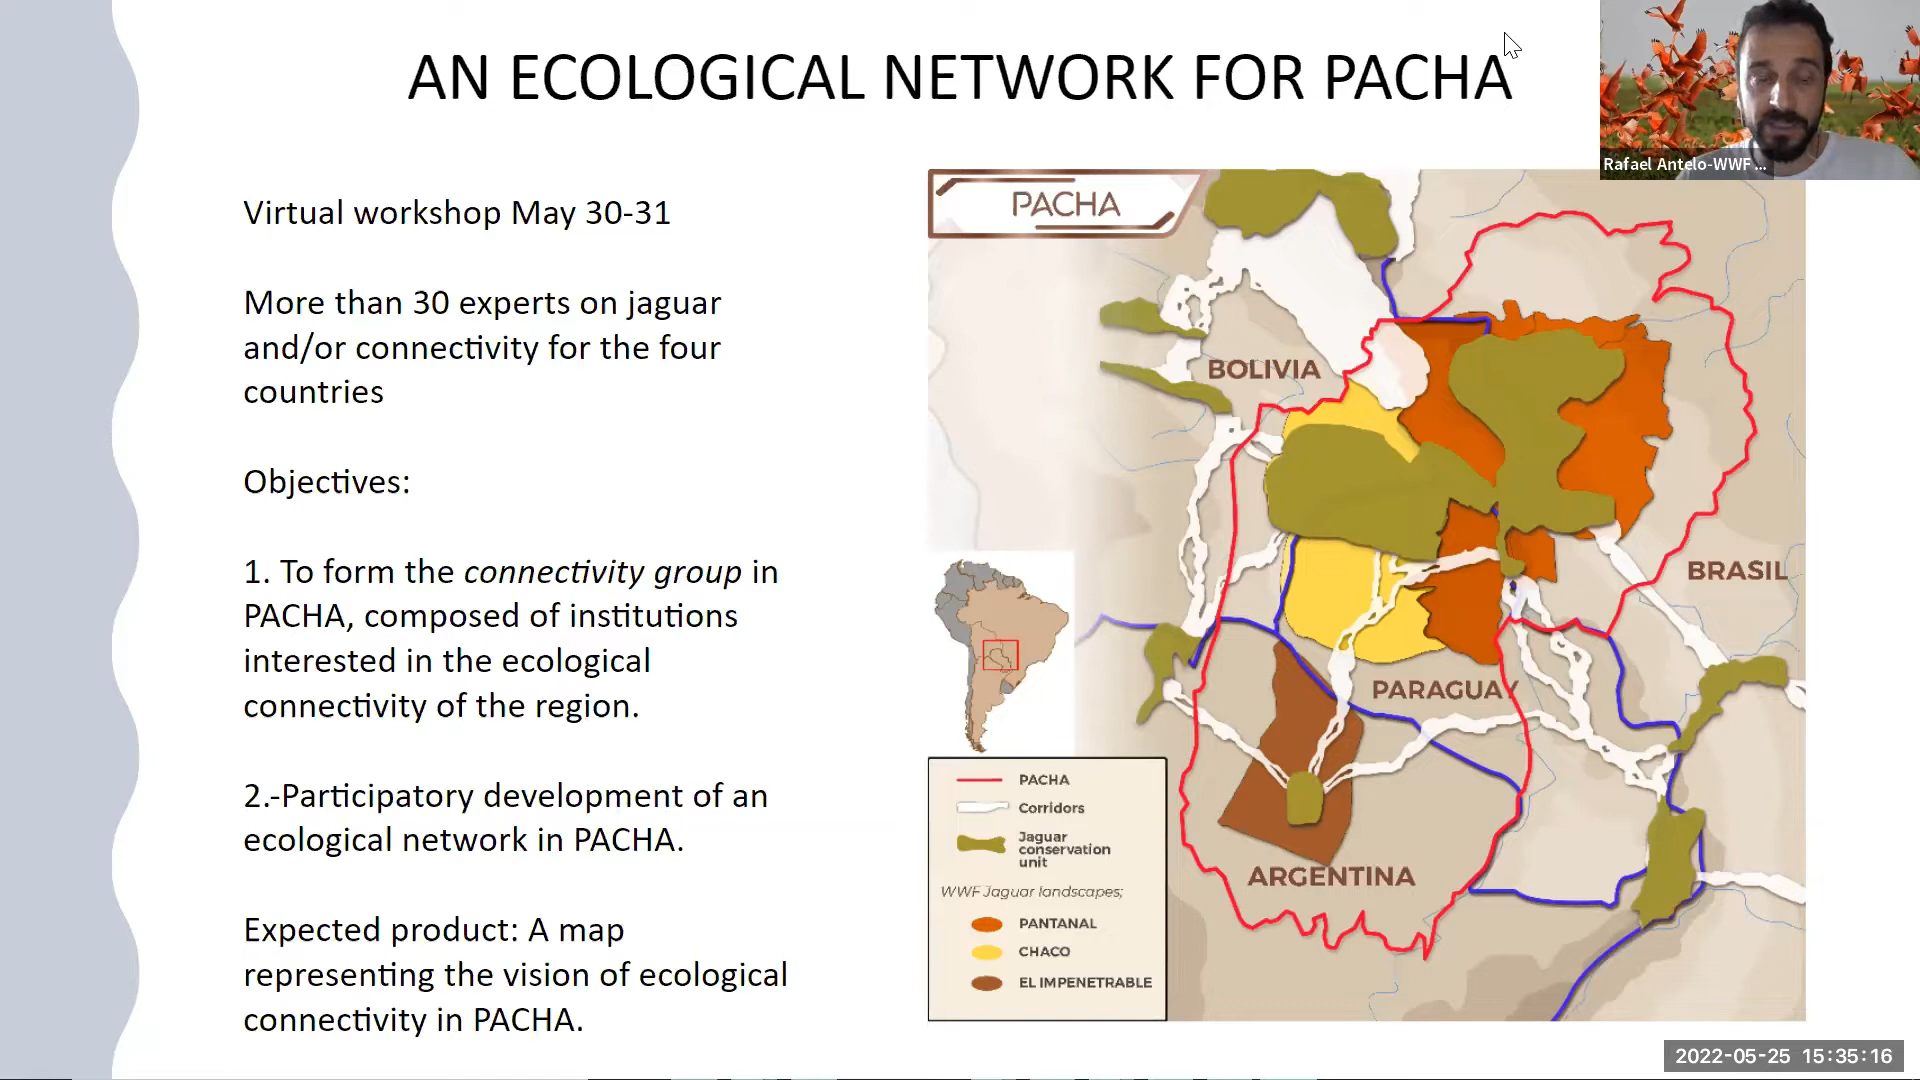 AN ECOLOGICAL NETWORK FOR PACHA
Rafael Antelo-WWF ...
Virtual workshop May 30-31
More than 30 experts on jaguar
and/or connectivity for the four
countries
Objectives:
1. To form the connectivity group in
PACHA, composed of institutions
interested in the ecological
connectivity of the region.
2.-Participatory development of an
ecological network in PACHA.
Expected product: A map
representing the vision of ecological
connectivity in PACHA.
PACHA
BOLIVIA
BRASIL
PARAGUAY
ARGENTINA
PACHA
Corridors
Jaguar
conservation
unit
WWF Jaguar landscapes;
PANTANAL
CHACO
EL IMPENETRABLE
2022-05-25 15:35:16